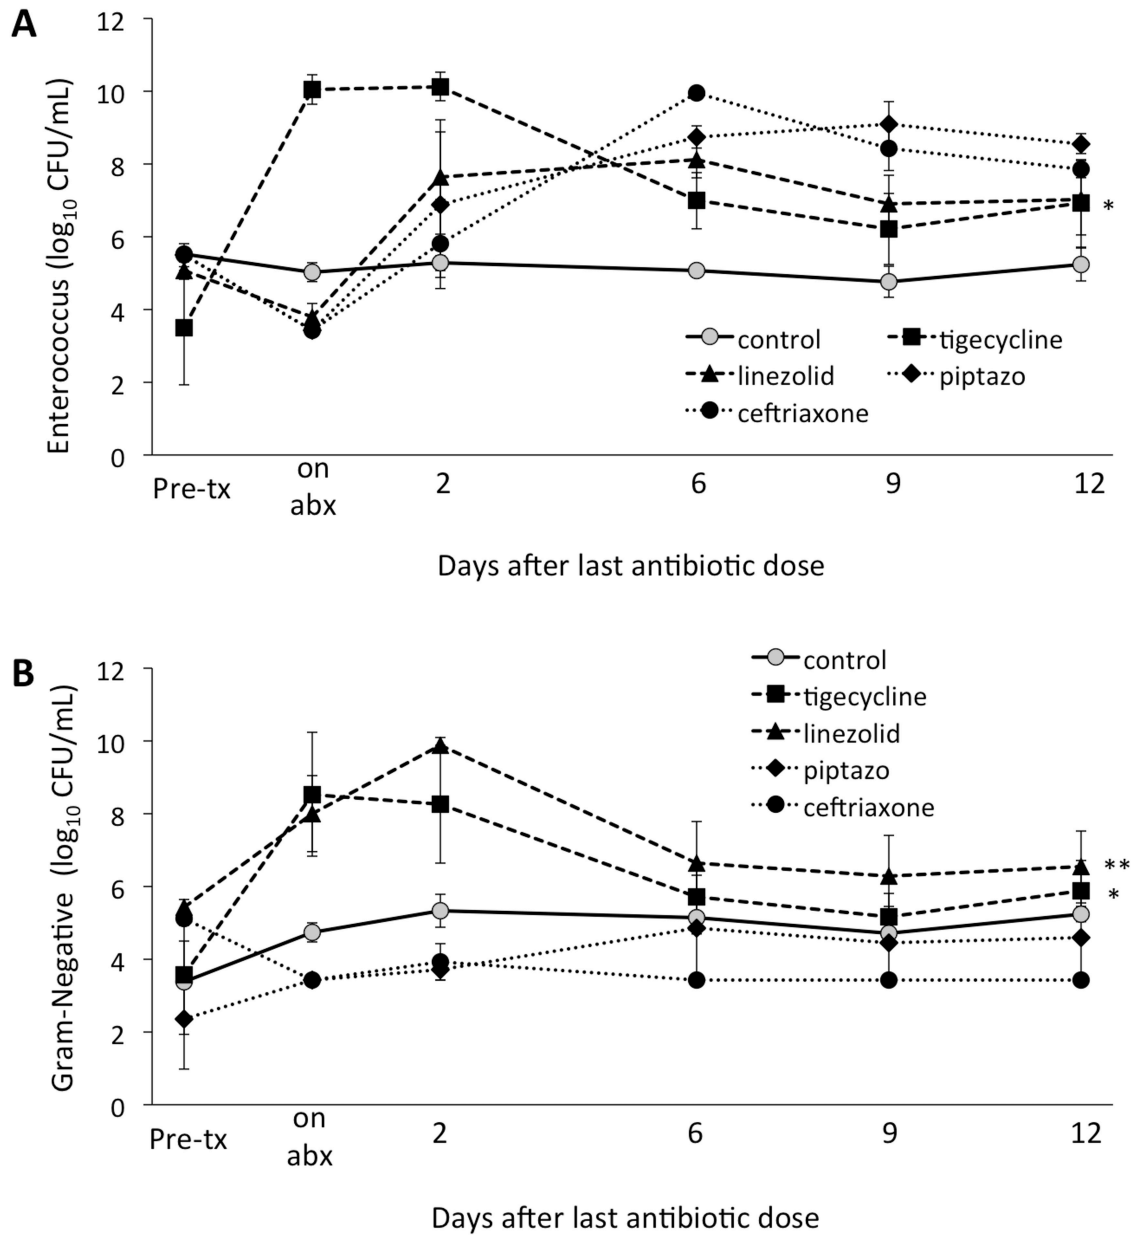 A
12
10
8
6
4
2
0
Enterococcus (log10 CFU/mL)
*
control
tigecycline
linezolid
piptazo
ceftriaxone
Pre-tx
on
abx
2
6
9
12
Days after last antibiotic dose
B
12
10
8
6
4
2
0
Gram-Negative (log10 CFU/mL)
control
tigecycline
linezolid
piptazo
ceftriaxone
**
*
Pre-tx
on
abx
2
6
9
12
Days after last antibiotic dose